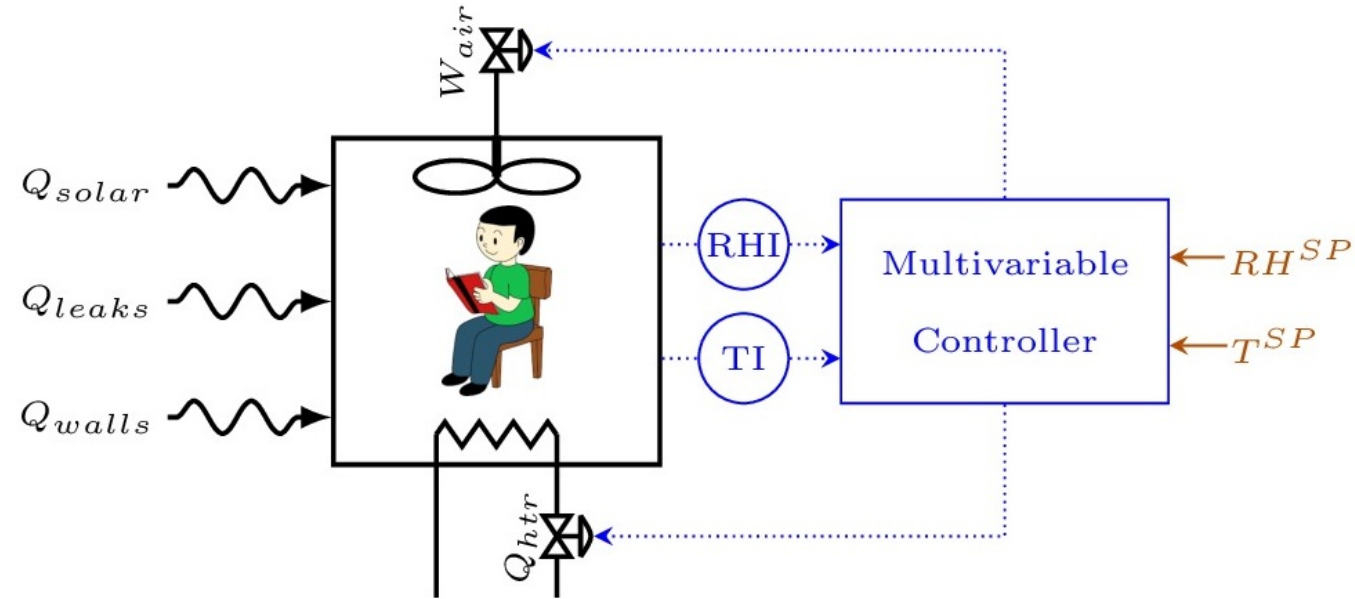 W_air
Q_solar
Q_leaks
Q_walls
RHI
TI
Multivariable
Controller
RH^SP
T^SP
Q_htr